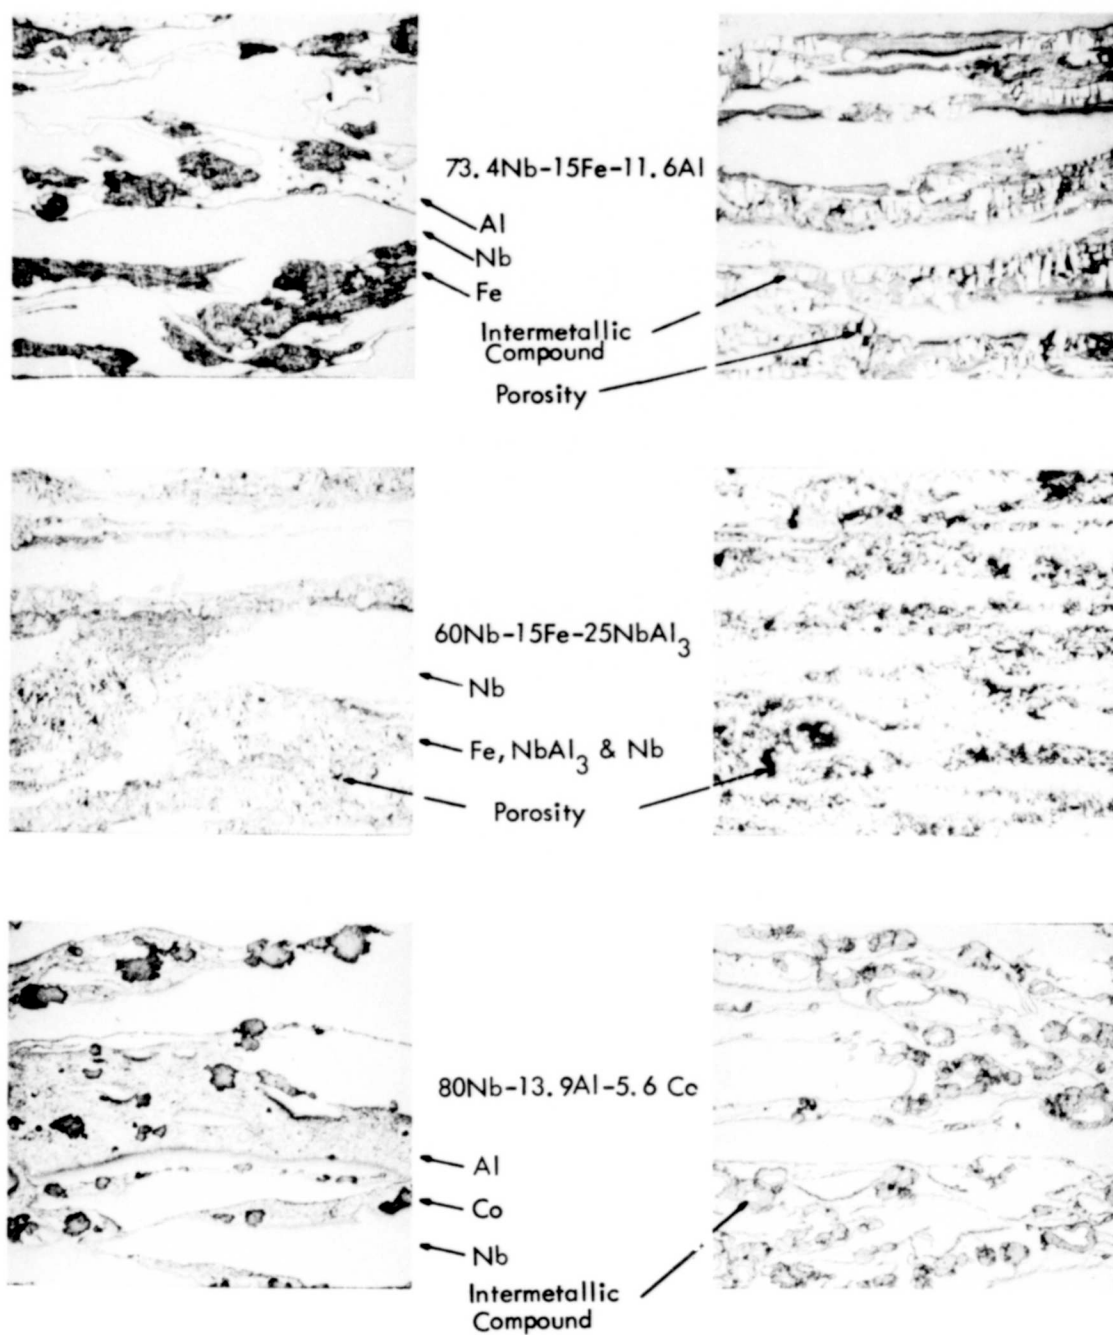 73.4Nb-15Fe-11.6Al
Al
Nb
Fe
Intermetallic
Compound
Porosity
60Nb-15Fe-25NbAl3
Nb
Fe, NbAl3 & Nb
Porosity
80Nb-13.9Al-5.6 Co
Al
Co
Nb
Intermetallic
Compound